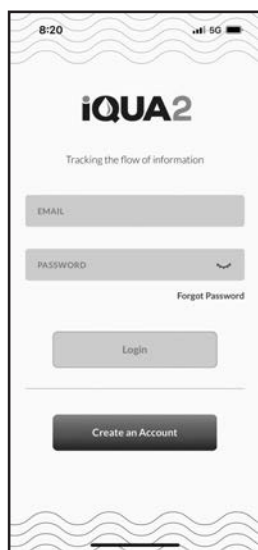 8:20 5G
iQUA2
Tracking the flow of information
EMAIL
PASSWORD
Forgot Password
Login
Create an Account